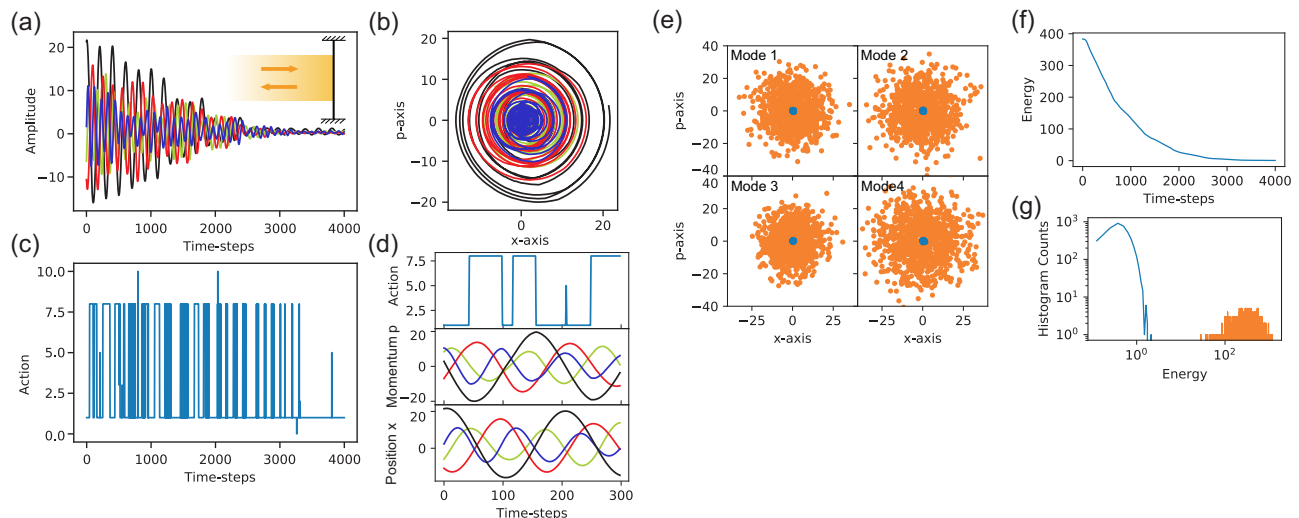 (a)
20
10
0
−10
Amplitude
0
1000
2000
3000
4000
Time-steps
(b)
20
10
0
−10
−20
p-axis
0
20
x-axis
(c)
10.0
7.5
5.0
2.5
0.0
Action
0
1000
2000
3000
4000
Time-steps
(d)
7.5
5.0
2.5
Action
20
0
−20
Momentum p
20
0
Position x
0
100
200
300
Time-steps
(e)
Mode 1
Mode 2
40
20
0
−20
−40
p-axis
Mode 3
Mode4
40
20
0
−20
−40
p-axis
−25
0
25
−25
0
25
x-axis
x-axis
(f)
400
300
200
100
0
Energy
0
1000
2000
3000
4000
Time-steps
(g)
10³
10²
10¹
10⁰
Histogram Counts
10⁰
10²
Energy